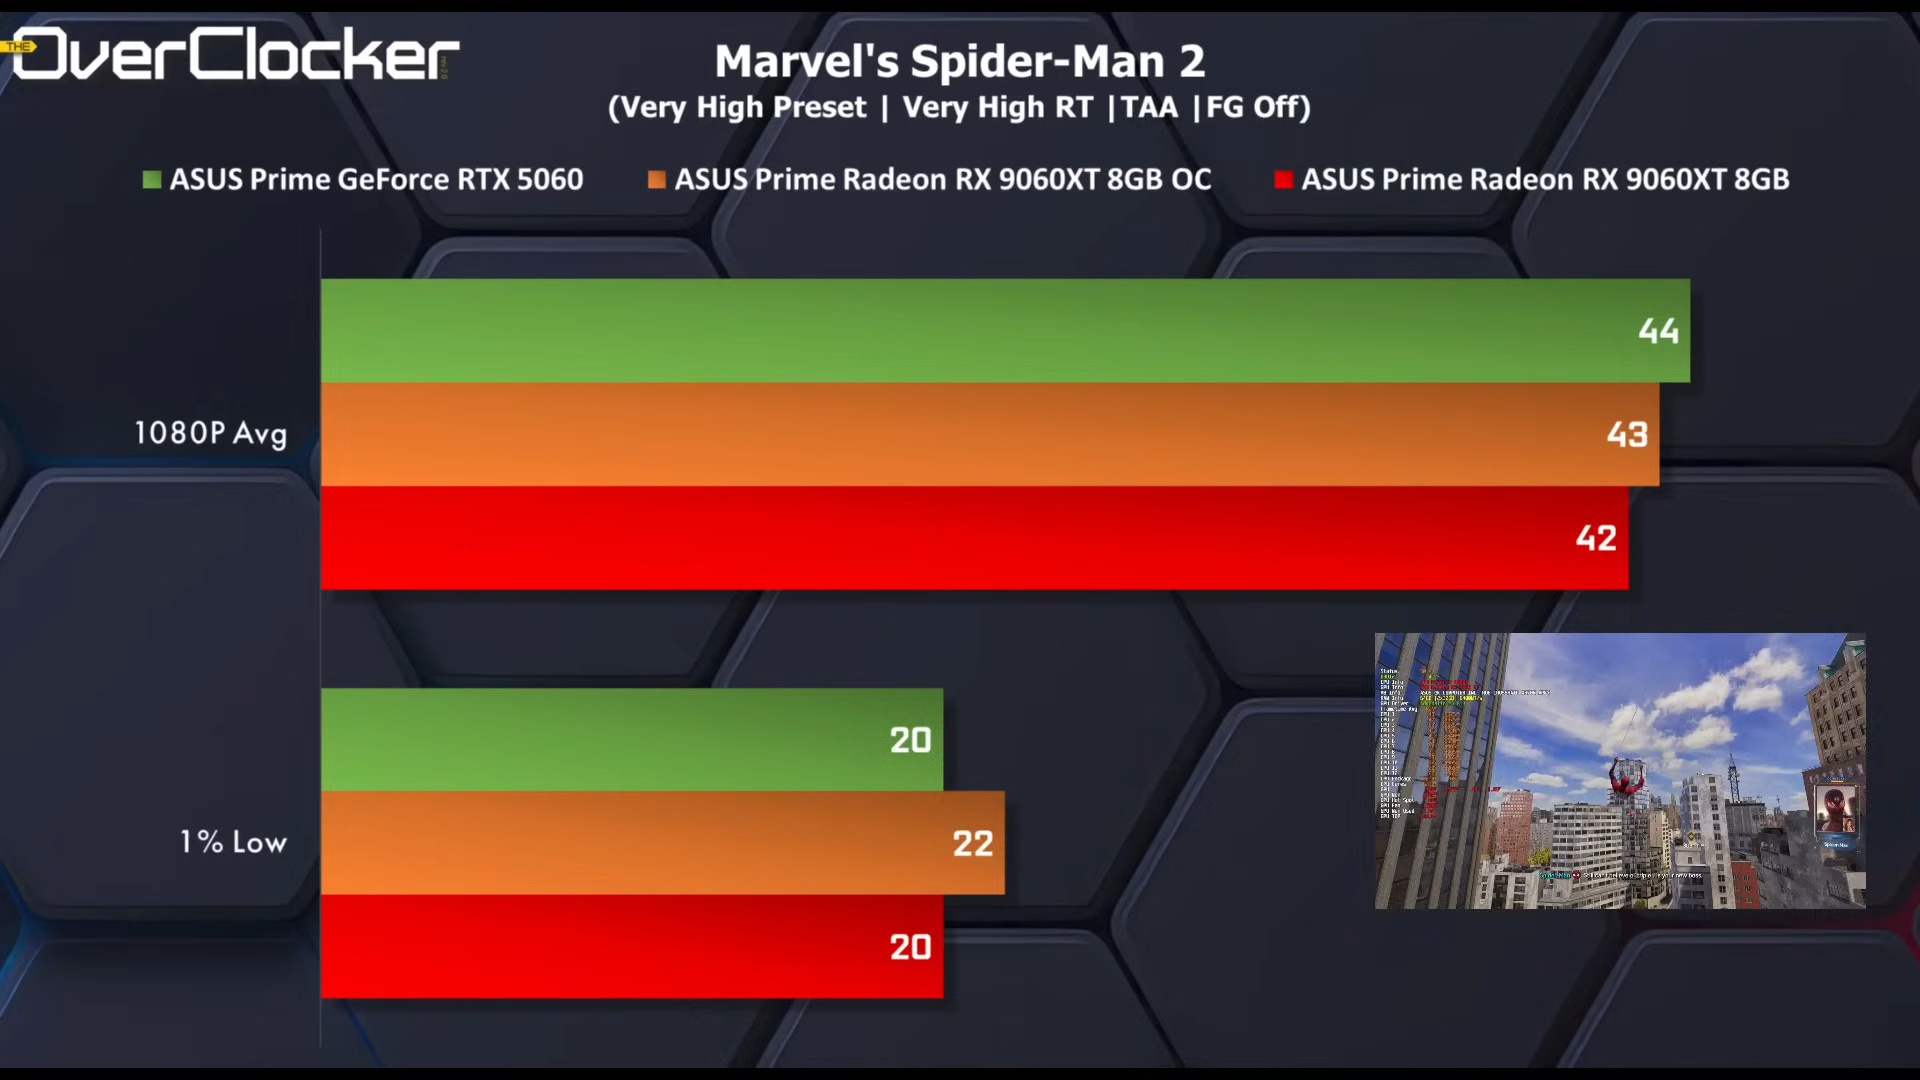 THE OverClocker
Marvel's Spider-Man 2
(Very High Preset | Very High RT |TAA |FG Off)
ASUS Prime GeForce RTX 5060
ASUS Prime Radeon RX 9060XT 8GB OC
ASUS Prime Radeon RX 9060XT 8GB
1080P Avg
44
43
42
1% Low
20
22
20
Status